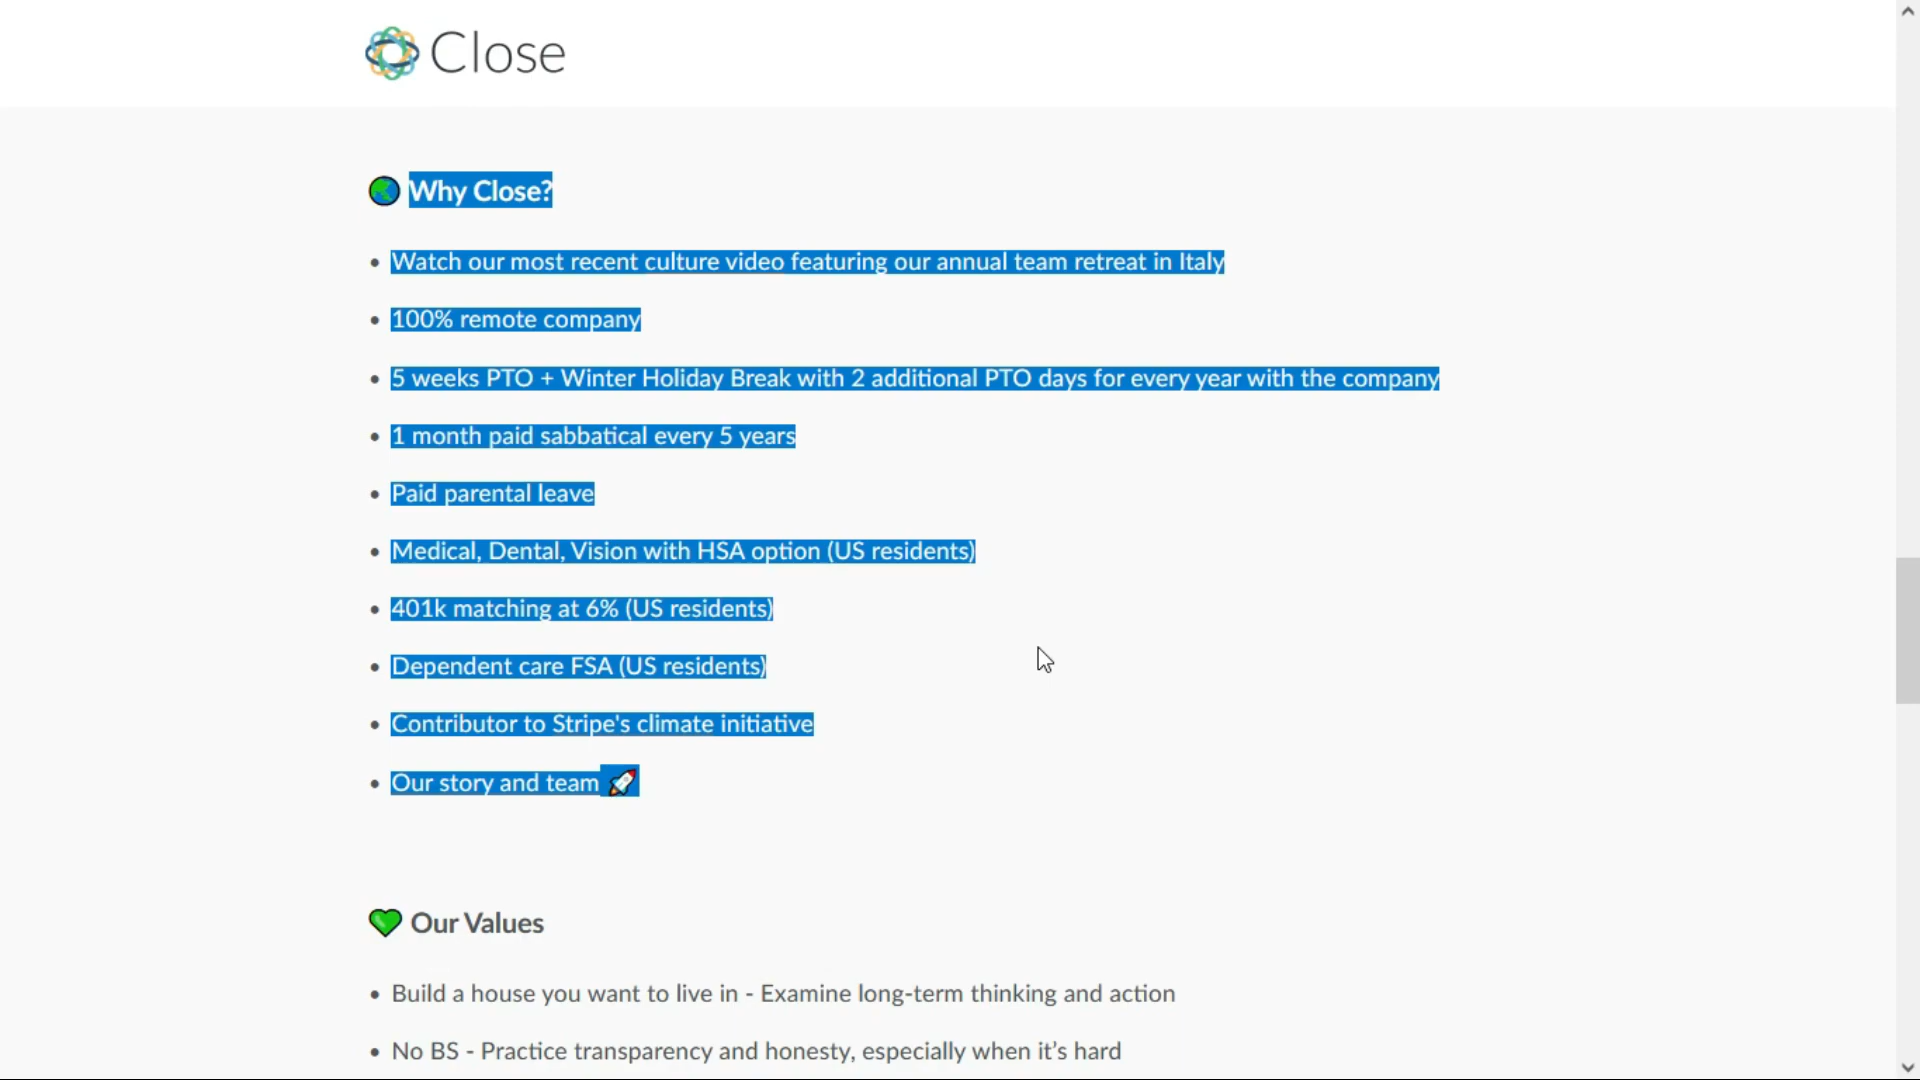 Close
🌏 Why Close?
• Watch our most recent culture video featuring our annual team retreat in Italy
• 100% remote company
• 5 weeks PTO + Winter Holiday Break with 2 additional PTO days for every year with the company
• 1 month paid sabbatical every 5 years
• Paid parental leave
• Medical, Dental, Vision with HSA option (US residents)
• 401k matching at 6% (US residents)
• Dependent care FSA (US residents)
• Contributor to Stripe's climate initiative
• Our story and team 🚀
💚 Our Values
• Build a house you want to live in - Examine long-term thinking and action
• No BS - Practice transparency and honesty, especially when it’s hard